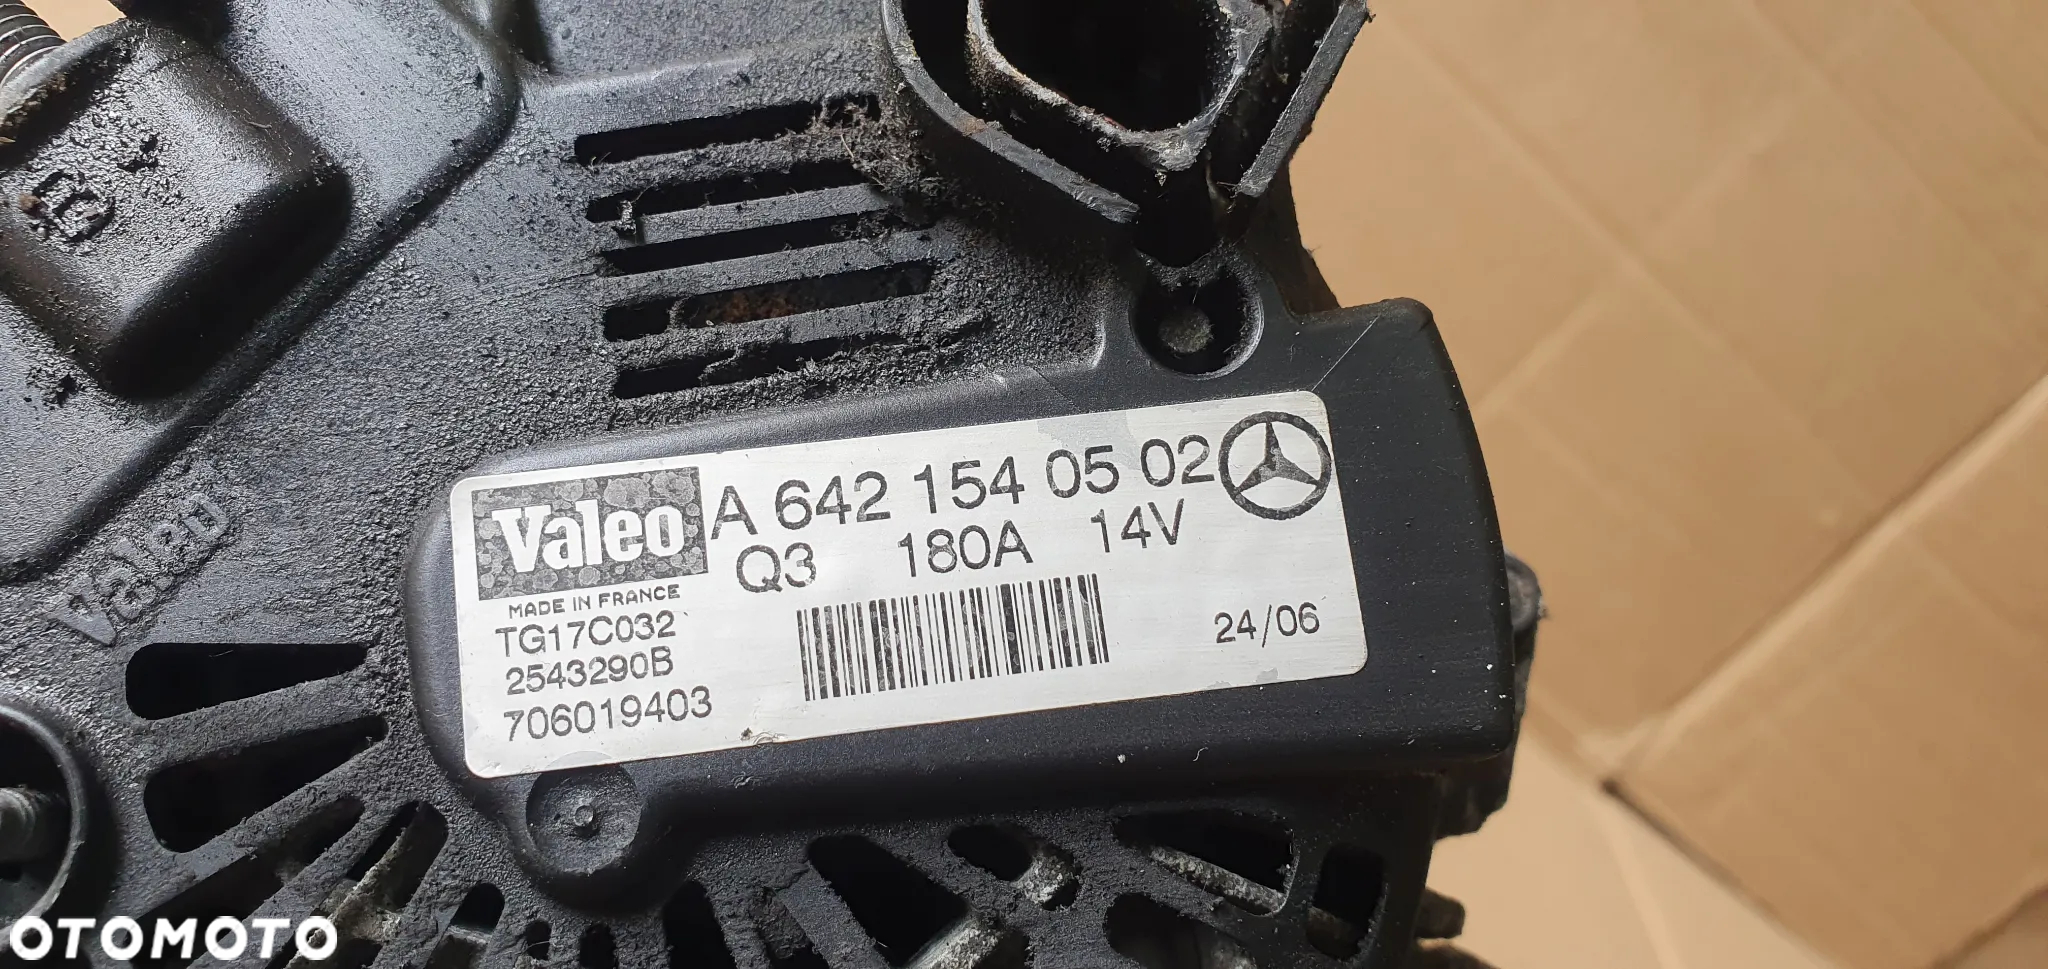 Valeo
Valeo
A 642 154 05 02
Q3 180A 14V
MADE IN FRANCE
TG17C032
2543290B
706019403
24/06
OTOMOTO